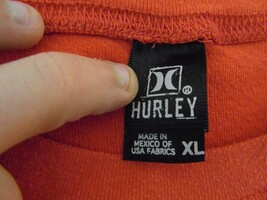 ®
HURLEY
MADE IN
MEXICO OF
USA FABRICS XL